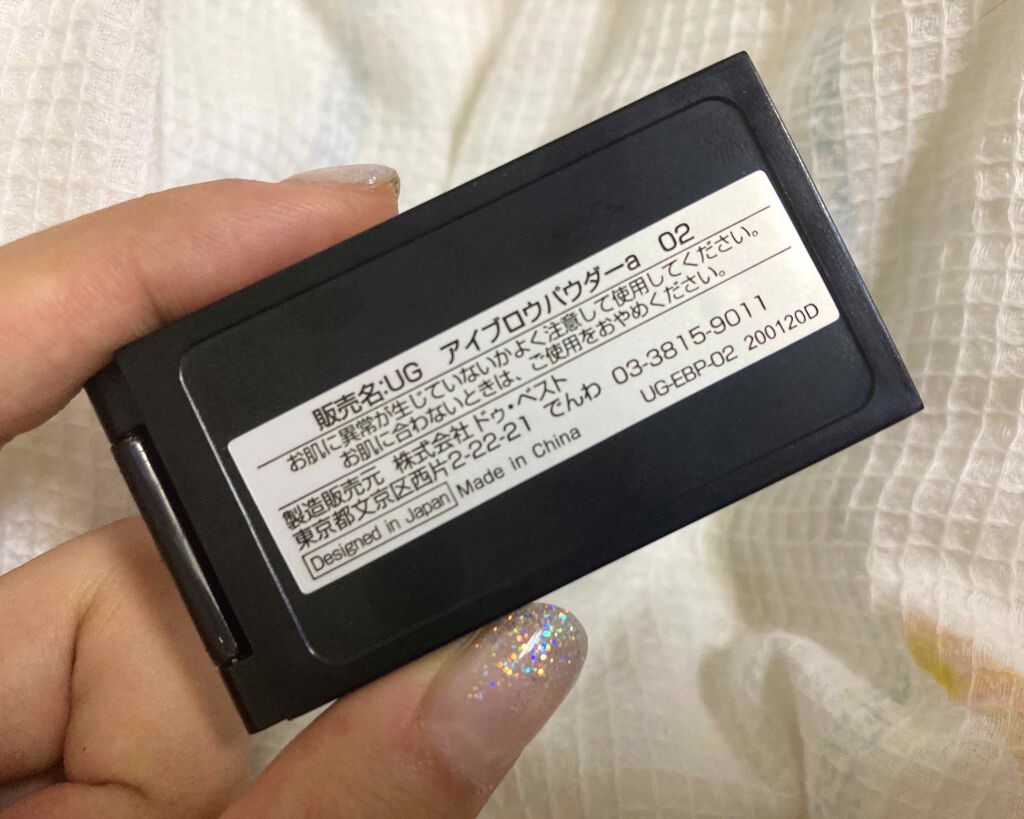 販売名:UG アイブロウパウダーa 02
お肌に異常が生じていないかよく注意して使用してください。
お肌に合わないときは、ご使用をおやめください。
製造販売元 株式会社 ドゥ・ベスト
東京都文京区西片2-22-21 でんわ 03-3815-9011
Designed in Japan Made in China UG-EBP-02 200120D